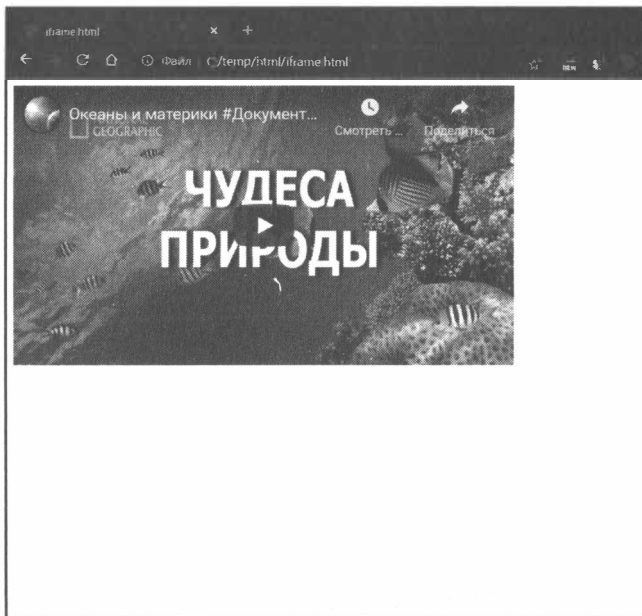 iframe.html
Файл C:/temp/html/iframe.html
Океаны и материки #Документ...
GEOGRAPHIC
Смотреть ...
Поделиться
ЧУДЕСА
ПРИРОДЫ